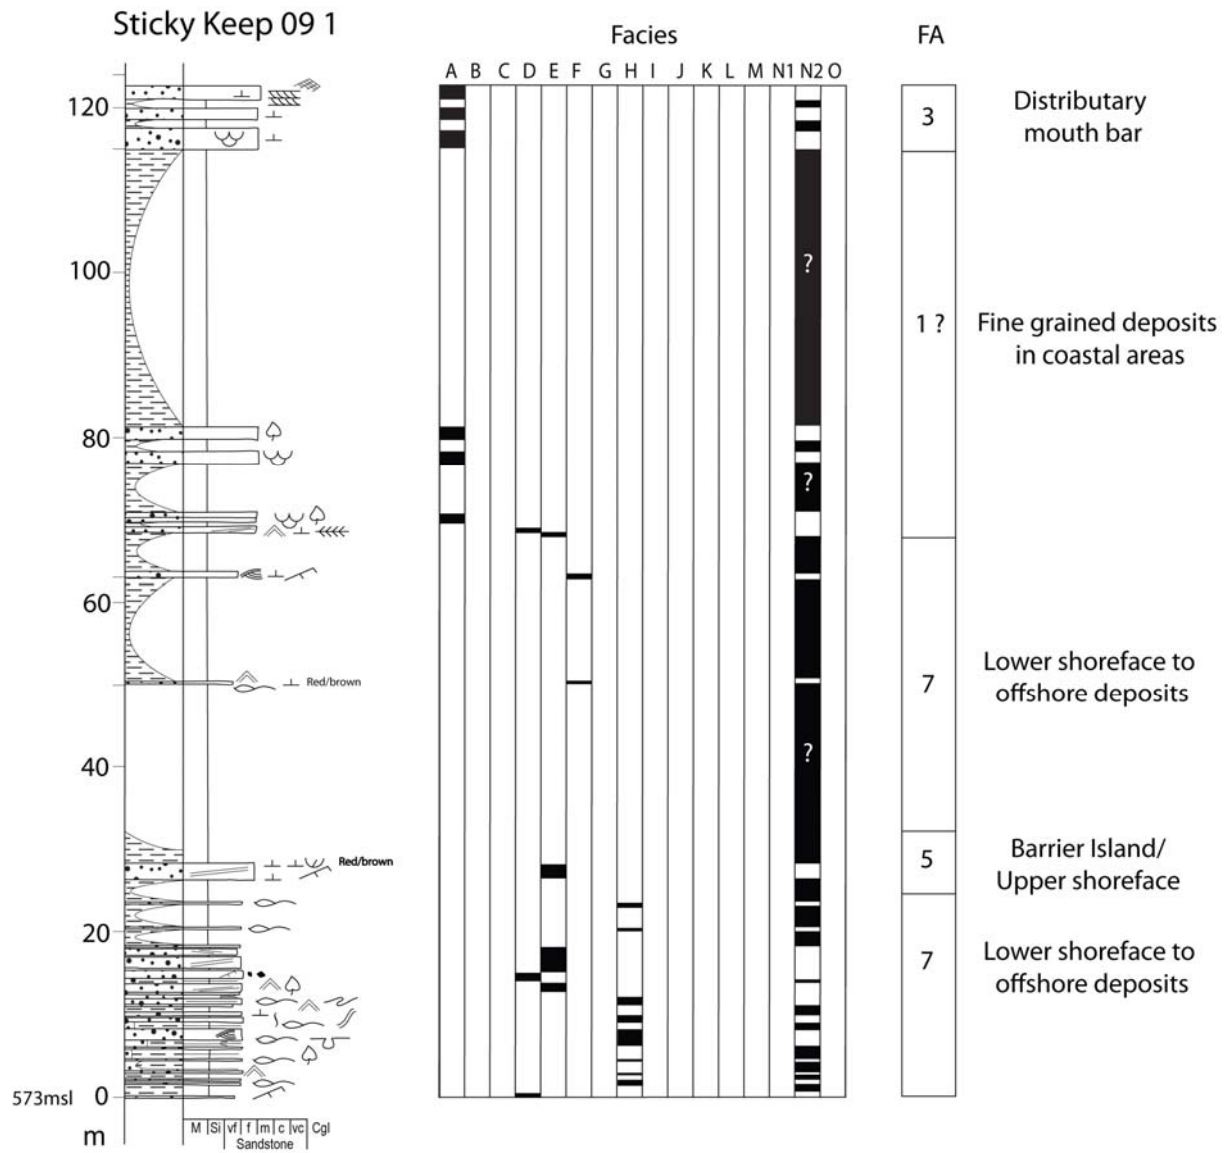 Sticky Keep 09 1
Facies
FA
A B C D E F G H I J K L M N1 N2 O
120
3
Distributary
mouth bar
100
?
1 ?
Fine grained deposits
in coastal areas
80
?
60
Red/brown
7
Lower shoreface to
offshore deposits
?
40
Red/brown
5
Barrier Island/
Upper shoreface
20
7
Lower shoreface to
offshore deposits
573msl
0
m
M Si vf f m c vc Cgl
Sandstone